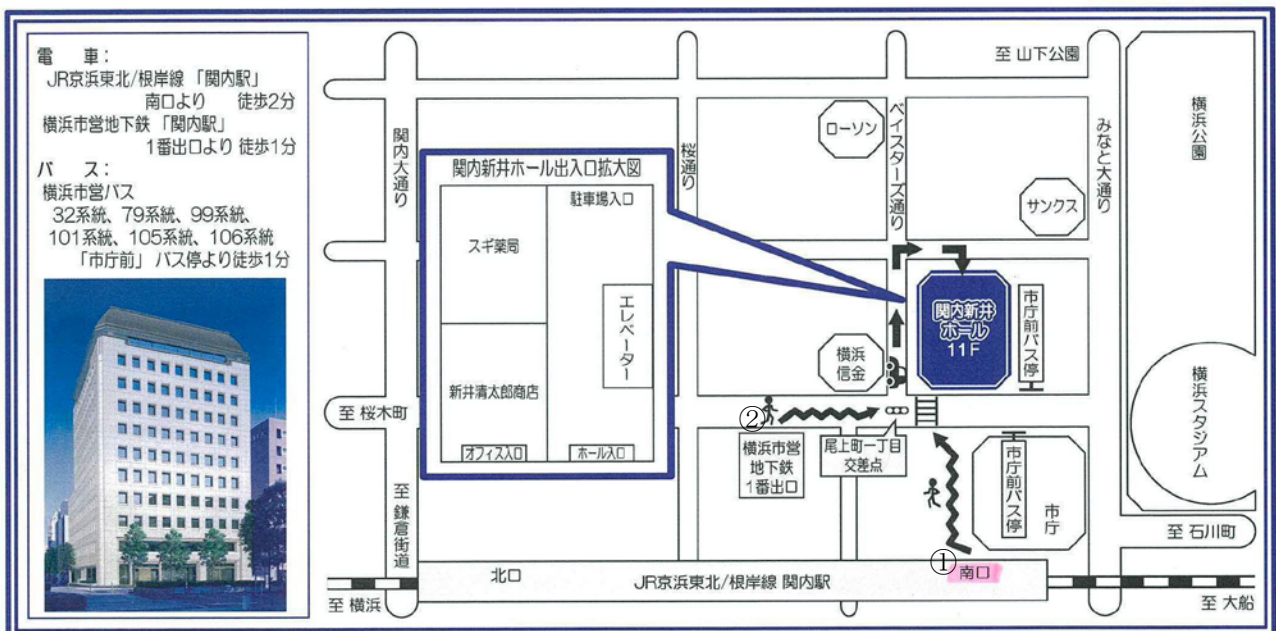 電 車：
JR京浜東北/根岸線 「関内駅」
南口より 徒歩2分
横浜市営地下鉄 「関内駅」
1番出口より 徒歩1分
バ ス：
横浜市営バス
32系統、79系統、99系統、
101系統、105系統、106系統
「市庁前」 バス停より徒歩1分
至 山下公園
関内大通り
桜通り
ベイスターズ通り
みなと大通り
横浜公園
ローソン
サンクス
関内新井ホール出入口拡大図
駐車場入口
スギ薬局
エレベーター
新井清太郎商店
オフィス入口
ホール入口
関内新井
ホール
11F
市庁前バス停
横浜
信金
横浜スタジアム
至 桜木町
②
横浜市営
地下鉄
1番出口
尾上町一丁目
交差点
市庁前バス停
市庁
至 鎌倉街道
至 石川町
①
南口
北口
JR京浜東北/根岸線 関内駅
至 横浜
至 大船